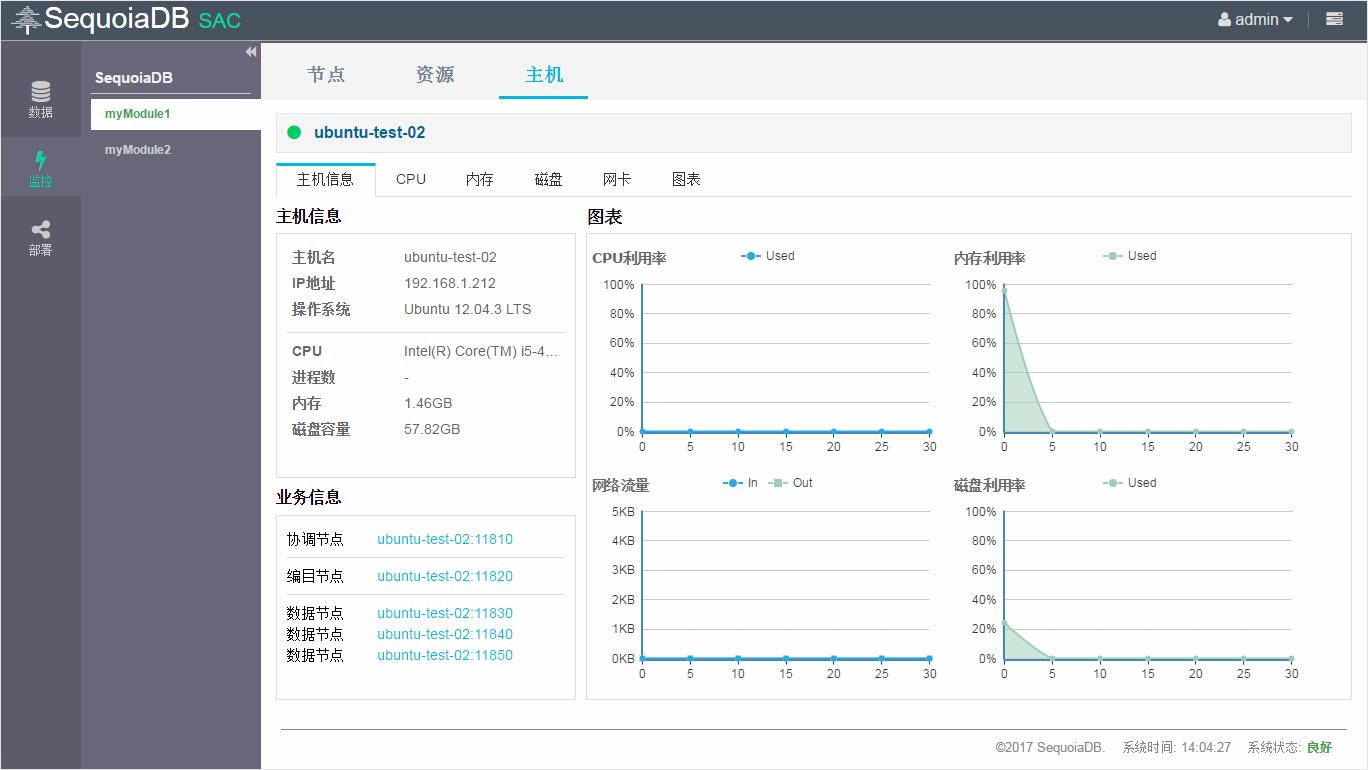 SequoiaDB SAC
admin
数据
监控
部署
SequoiaDB
myModule1
myModule2
节点 资源 主机
ubuntu-test-02
主机信息 CPU 内存 磁盘 网卡 图表
主机信息
主机名 ubuntu-test-02
IP地址 192.168.1.212
操作系统 Ubuntu 12.04.3 LTS
CPU Intel(R) Core(TM) i5-4...
进程数 -
内存 1.46GB
磁盘容量 57.82GB
业务信息
协调节点 ubuntu-test-02:11810
编目节点 ubuntu-test-02:11820
数据节点 ubuntu-test-02:11830
数据节点 ubuntu-test-02:11840
数据节点 ubuntu-test-02:11850
图表
CPU利用率 Used
100%
80%
60%
40%
20%
0%
0 5 10 15 20 25 30
内存利用率 Used
100%
80%
60%
40%
20%
0%
0 5 10 15 20 25 30
网络流量 In Out
5KB
4KB
3KB
2KB
1KB
0KB
0 5 10 15 20 25 30
磁盘利用率 Used
100%
80%
60%
40%
20%
0%
0 5 10 15 20 25 30
©2017 SequoiaDB. 系统时间: 14:04:27 系统状态: 良好